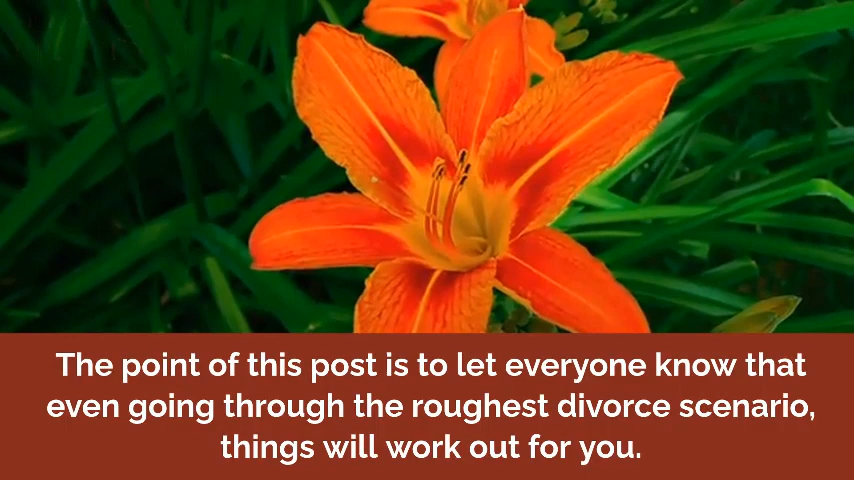 The point of this post is to let everyone know that
even going through the roughest divorce scenario,
things will work out for you.